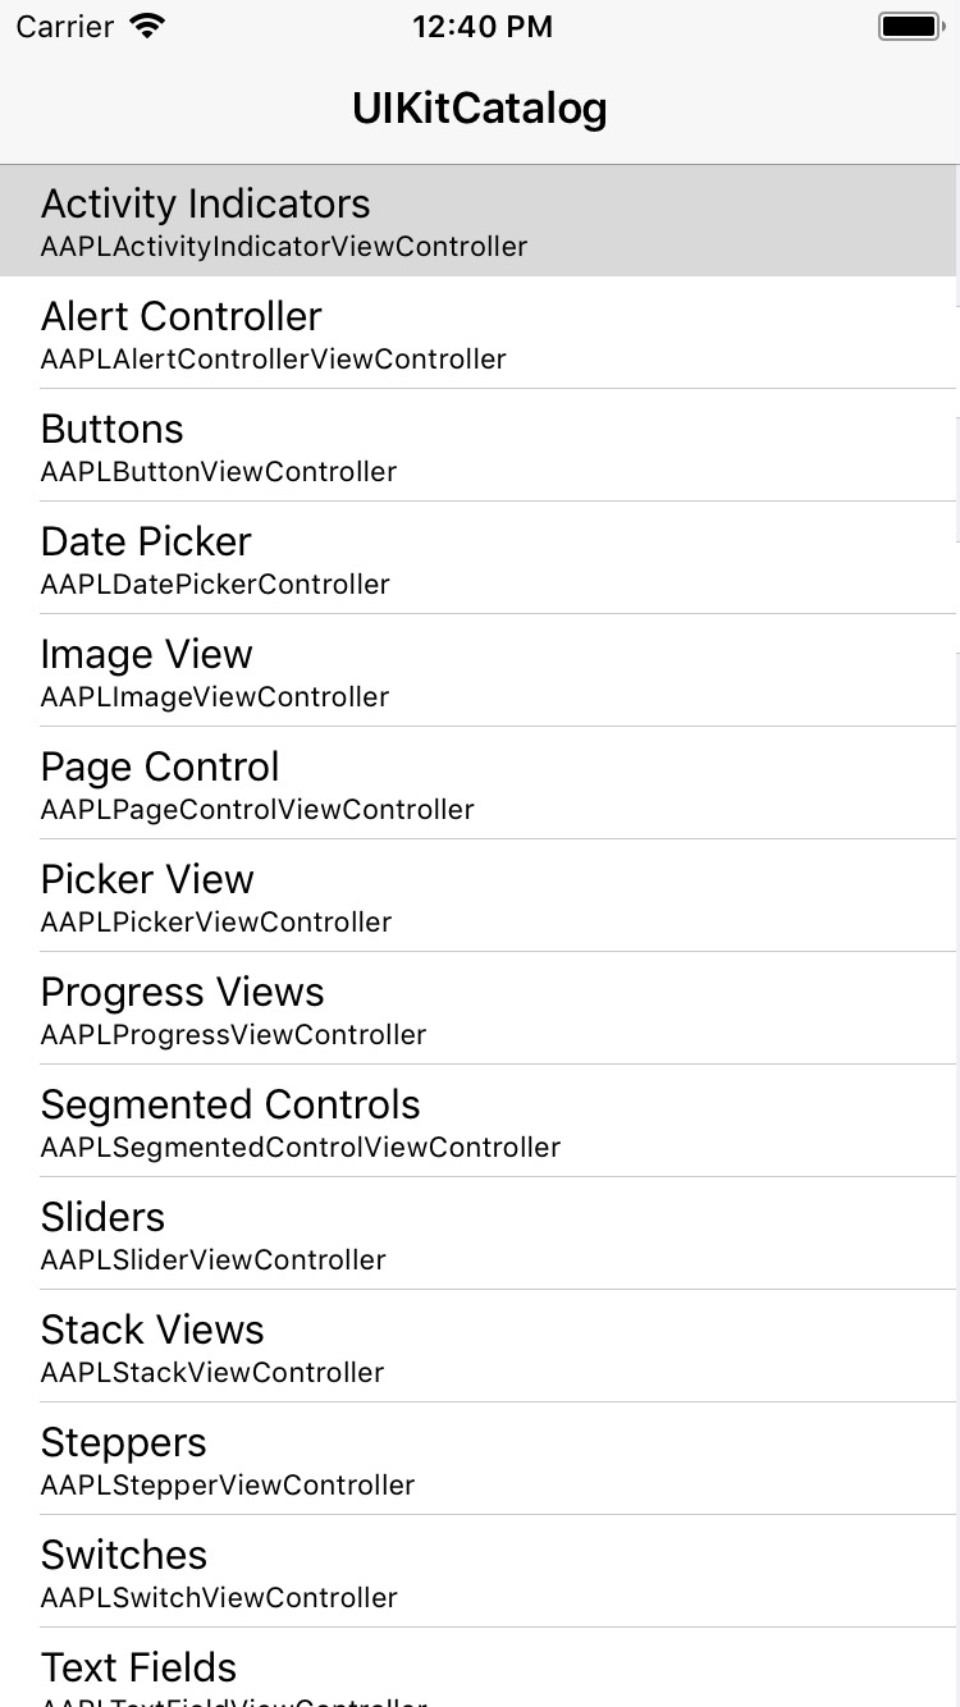 Carrier 12:40 PM
UIKitCatalog
Activity Indicators
AAPLActivityIndicatorViewController
Alert Controller
AAPLAlertControllerViewController
Buttons
AAPLButtonViewController
Date Picker
AAPLDatePickerController
Image View
AAPLImageViewController
Page Control
AAPLPageControlViewController
Picker View
AAPLPickerViewController
Progress Views
AAPLProgressViewController
Segmented Controls
AAPLSegmentedControlViewController
Sliders
AAPLSliderViewController
Stack Views
AAPLStackViewController
Steppers
AAPLStepperViewController
Switches
AAPLSwitchViewController
Text Fields
AAPLTextFieldViewController